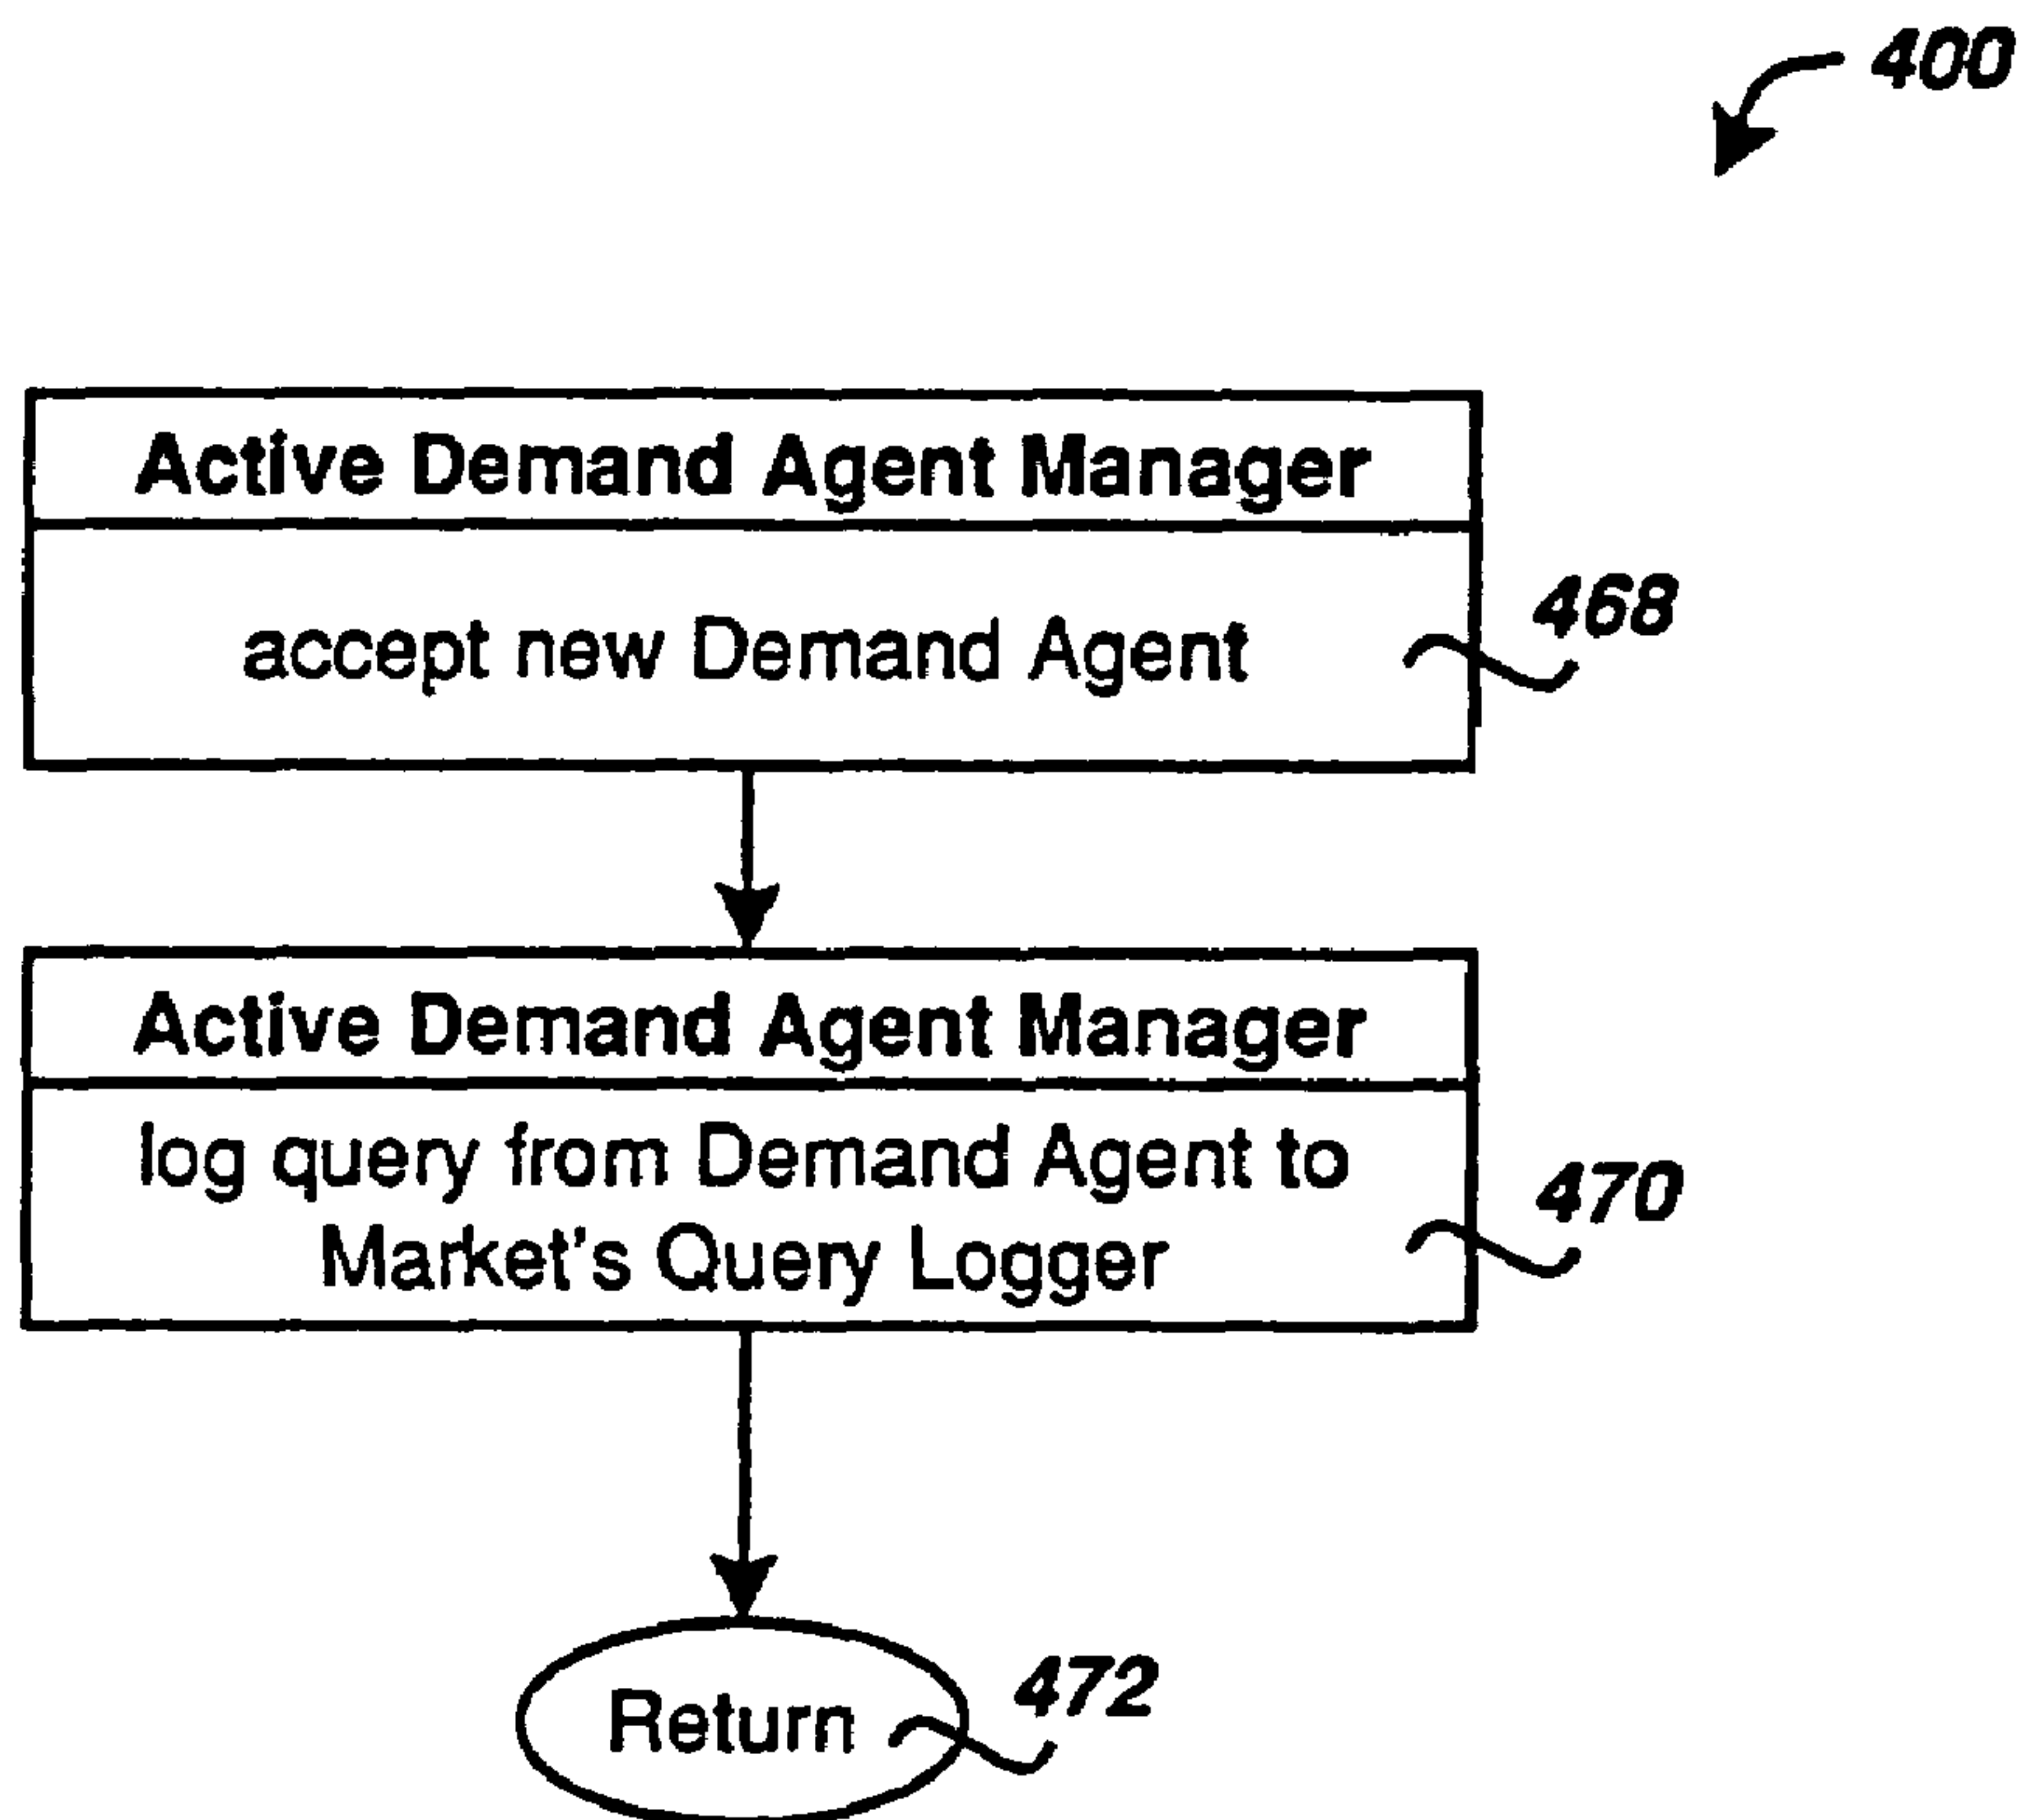 400
Active Demand Agent Manager
accept new Demand Agent
468
Active Demand Agent Manager
log query from Demand Agent to
Market's Query Logger
470
Return
472